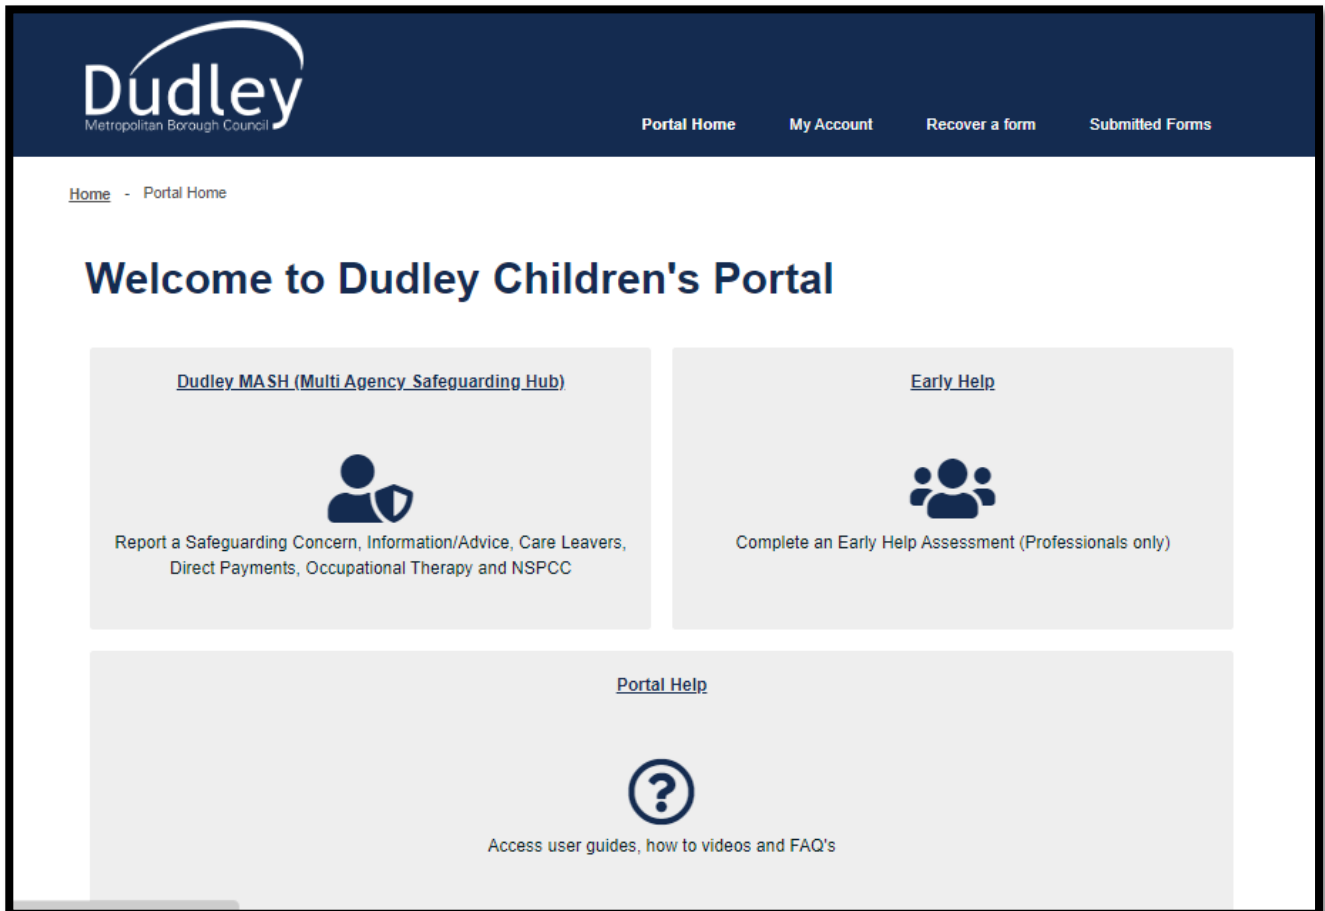 Dudley
Metropolitan Borough Council
Portal Home My Account Recover a form Submitted Forms
Home - Portal Home
Welcome to Dudley Children's Portal
Dudley MASH (Multi Agency Safeguarding Hub)
Report a Safeguarding Concern, Information/Advice, Care Leavers,
Direct Payments, Occupational Therapy and NSPCC
Early Help
Complete an Early Help Assessment (Professionals only)
Portal Help
?
Access user guides, how to videos and FAQ's